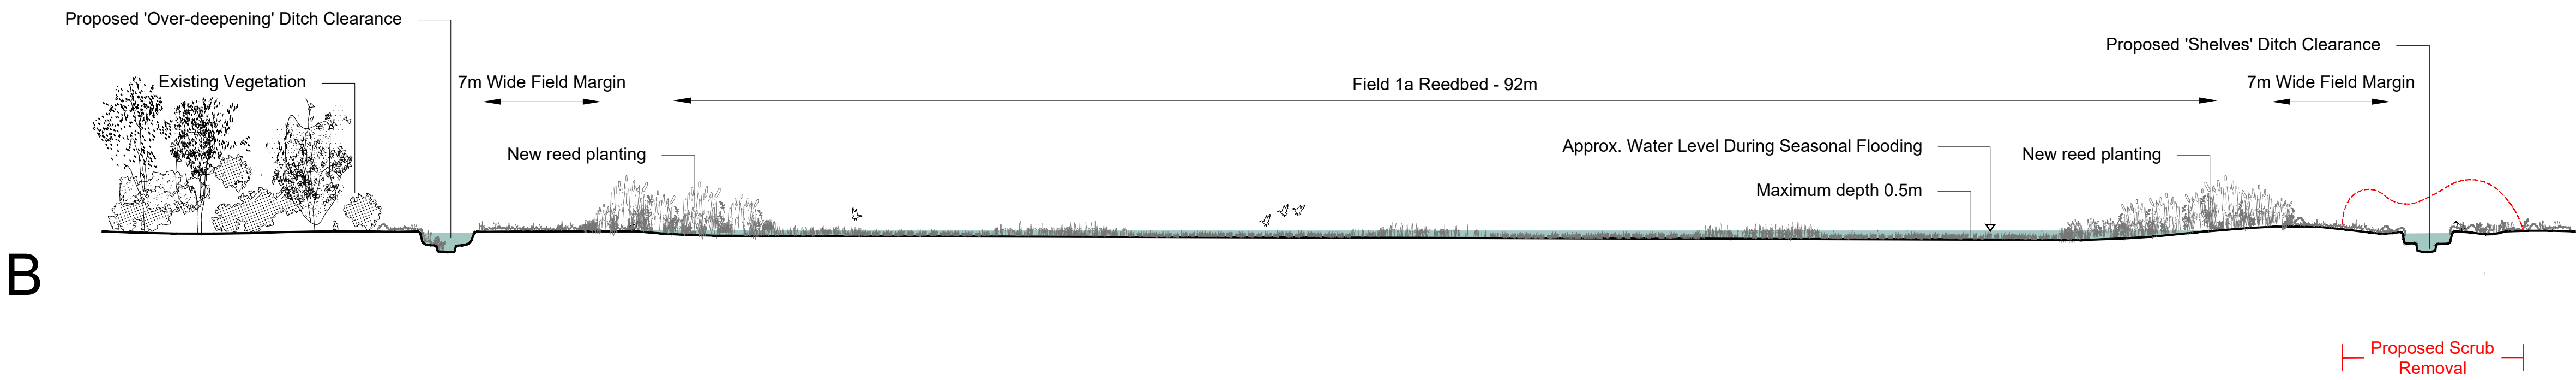 Proposed 'Over-deepening' Ditch Clearance
Proposed 'Shelves' Ditch Clearance
Existing Vegetation
7m Wide Field Margin
Field 1a Reedbed - 92m
7m Wide Field Margin
New reed planting
Approx. Water Level During Seasonal Flooding
New reed planting
Maximum depth 0.5m
B
Proposed Scrub
Removal